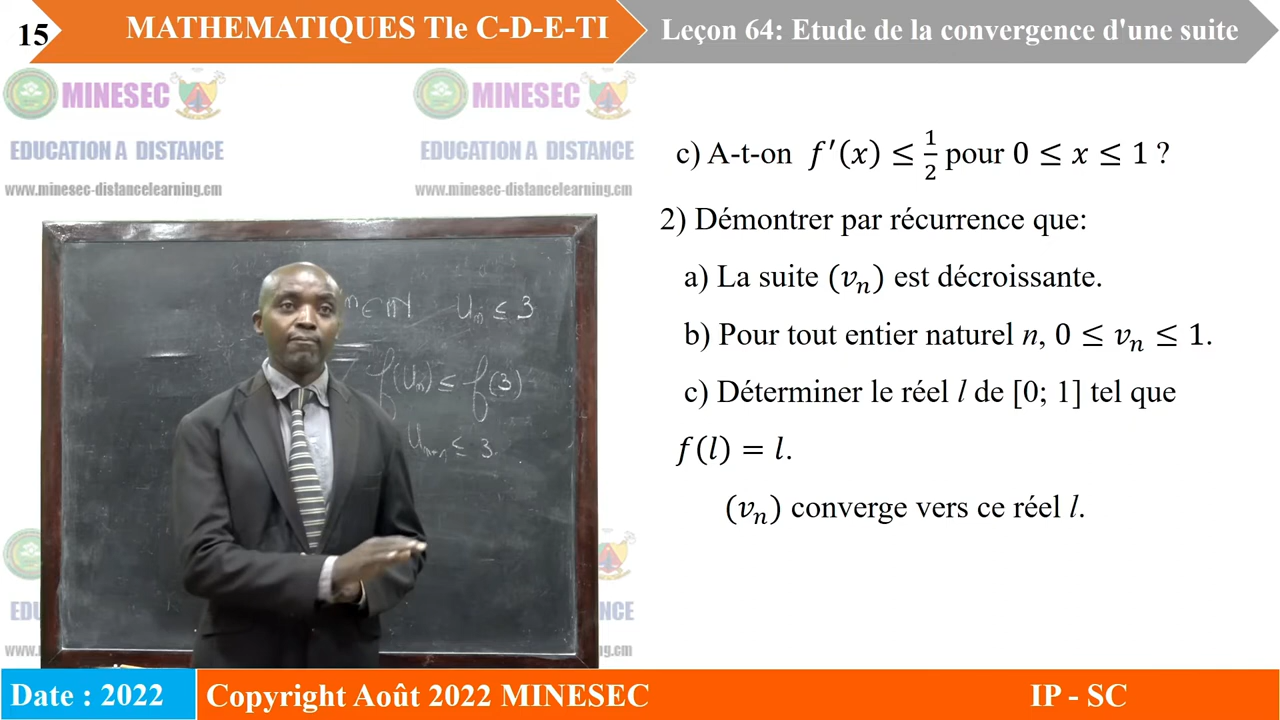 15
MATHEMATIQUES Tle C-D-E-TI
Leçon 64: Etude de la convergence d'une suite
MINESEC
EDUCATION A DISTANCE
www.minesec-distancelearning.cm
MINESEC
EDUCATION A DISTANCE
www.minesec-distancelearning.cm
n ∈ ℕ Uₙ ≤ 3
f(Uₙ) ≤ f(3)
Uₙ₊₁ ≤ 3.
c) A-t-on f′(x) ≤ 1/2 pour 0 ≤ x ≤ 1 ?
2) Démontrer par récurrence que:
a) La suite (vₙ) est décroissante.
b) Pour tout entier naturel n, 0 ≤ vₙ ≤ 1.
c) Déterminer le réel l de [0; 1] tel que
f(l) = l.
(vₙ) converge vers ce réel l.
Date : 2022
Copyright Août 2022 MINESEC
IP - SC